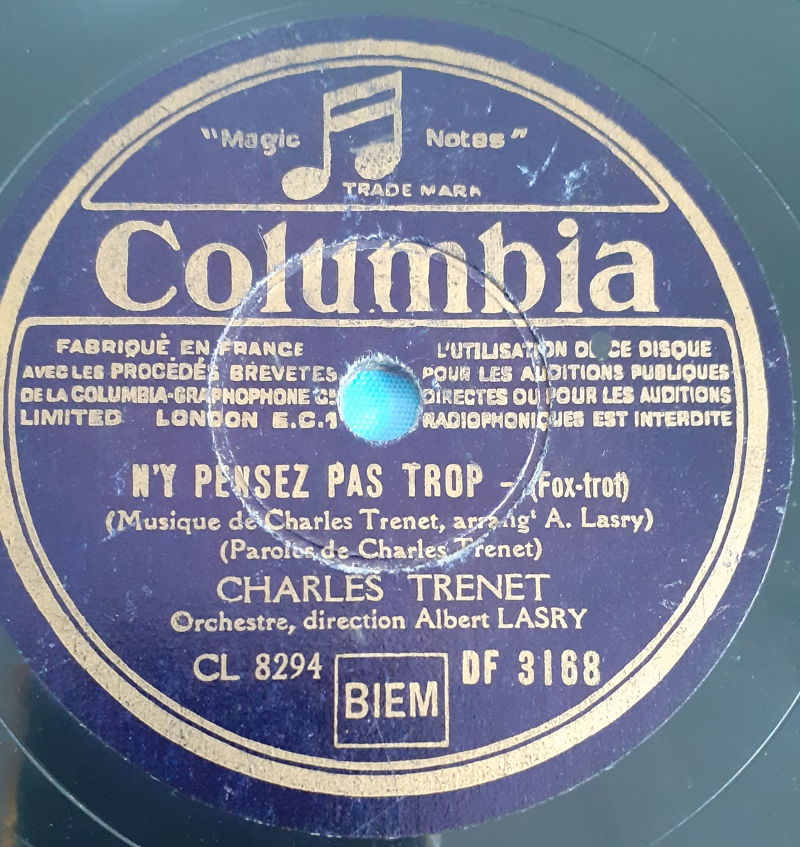 "Magic Notes"
TRADE MARK
Columbia
FABRIQUÉ EN FRANCE
AVEC LES PROCÉDÉS BREVETES
DE LA COLUMBIA-GRAPHOPHONE Cº
LIMITED LONDON E.C.1
L'UTILISATION DE CE DISQUE
POUR LES AUDITIONS PUBLIQUES
DIRECTES OU POUR LES AUDITIONS
RADIOPHONIQUES EST INTERDITE
N'Y PENSEZ PAS TROP - (Fox-trot)
(Musique de Charles Trenet, arrangt A. Lasry)
(Paroles de Charles Trenet)
CHARLES TRENET
Orchestre, direction Albert LASRY
CL 8294 BIEM DF 3168